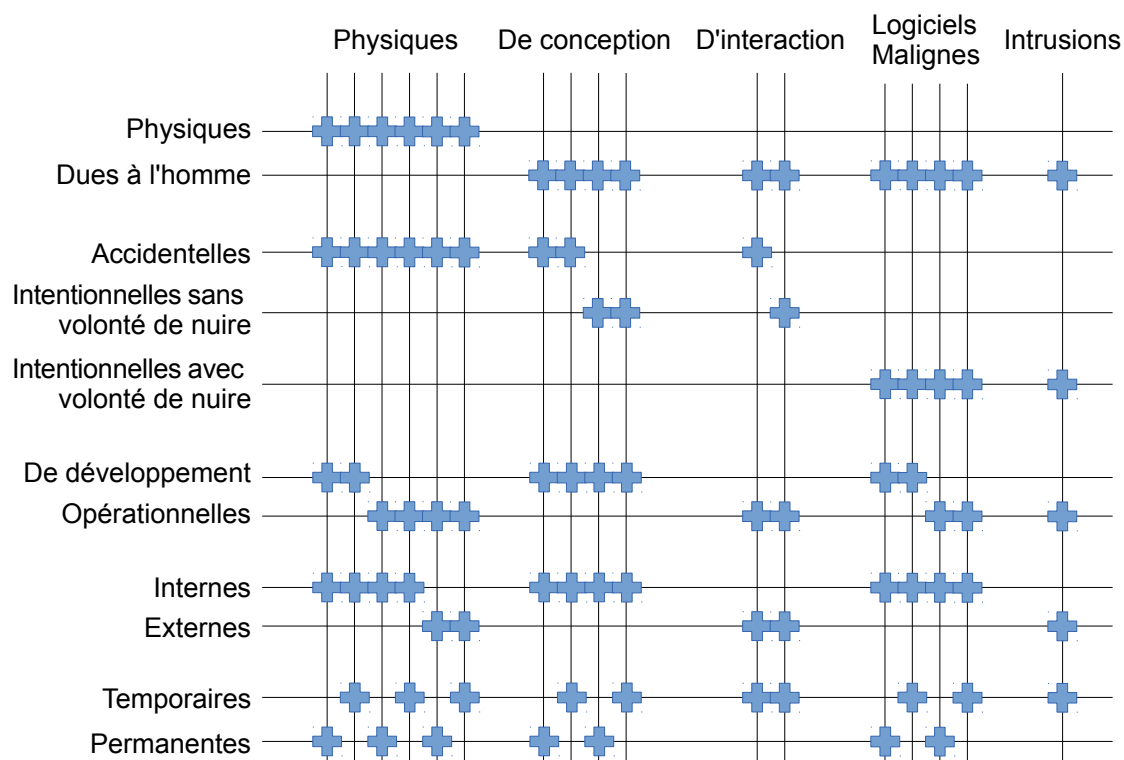 Physiques
De conception
D'interaction
Logiciels
Malignes
Intrusions
Physiques
Dues à l'homme
Accidentelles
Intentionnelles sans
volonté de nuire
Intentionnelles avec
volonté de nuire
De développement
Opérationnelles
Internes
Externes
Temporaires
Permanentes